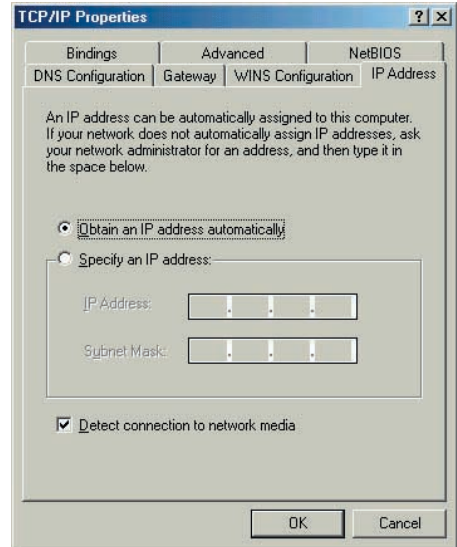 TCP/IP Properties
Bindings
Advanced
NetBIOS
DNS Configuration
Gateway
WINS Configuration
IP Address
An IP address can be automatically assigned to this computer.
If your network does not automatically assign IP addresses, ask
your network administrator for an address, and then type it in
the space below.
Obtain an IP address automatically
Specify an IP address:
IP Address:
Subnet Mask:
Detect connection to network media
OK
Cancel